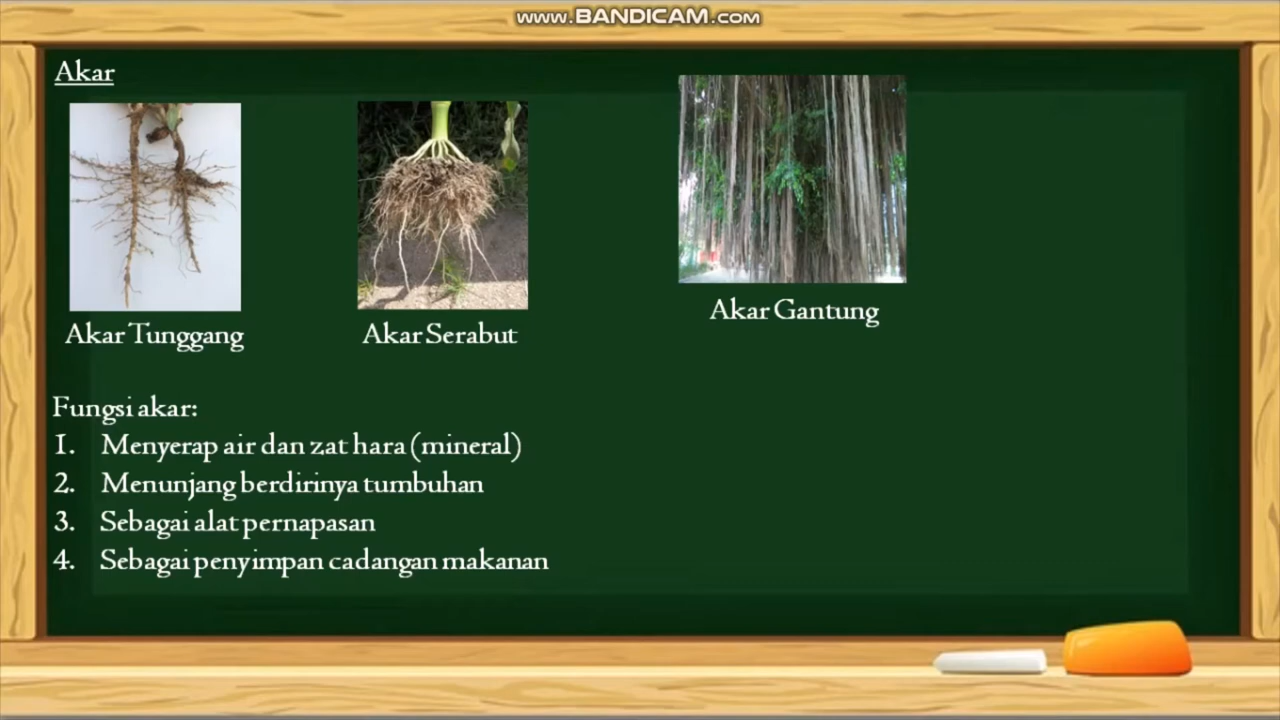 www.BANDICAM.com
Akar
Akar Tunggang
Akar Serabut
Akar Gantung
Fungsi akar:
1. Menyerap air dan zat hara (mineral)
2. Menunjang berdirinya tumbuhan
3. Sebagai alat pernapasan
4. Sebagai penyimpan cadangan makanan